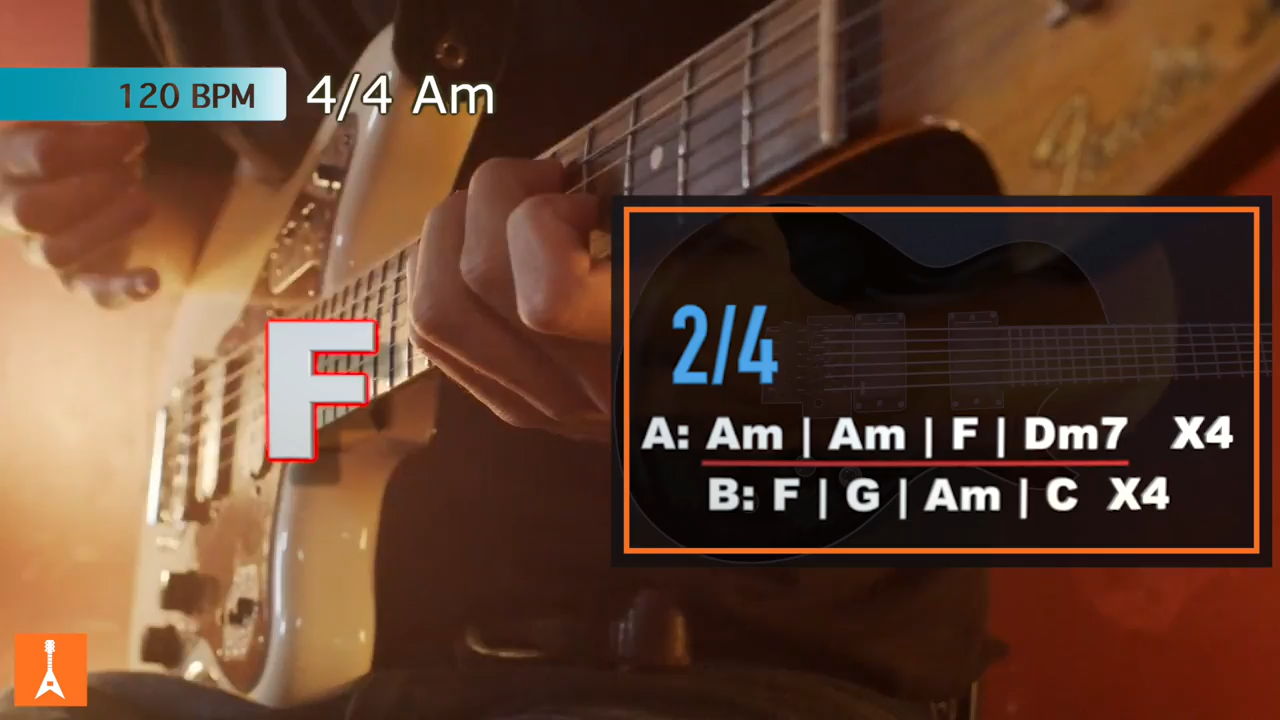 120 BPM 4/4 Am
F
2/4
A: Am | Am | F | Dm7 X4
B: F | G | Am | C X4